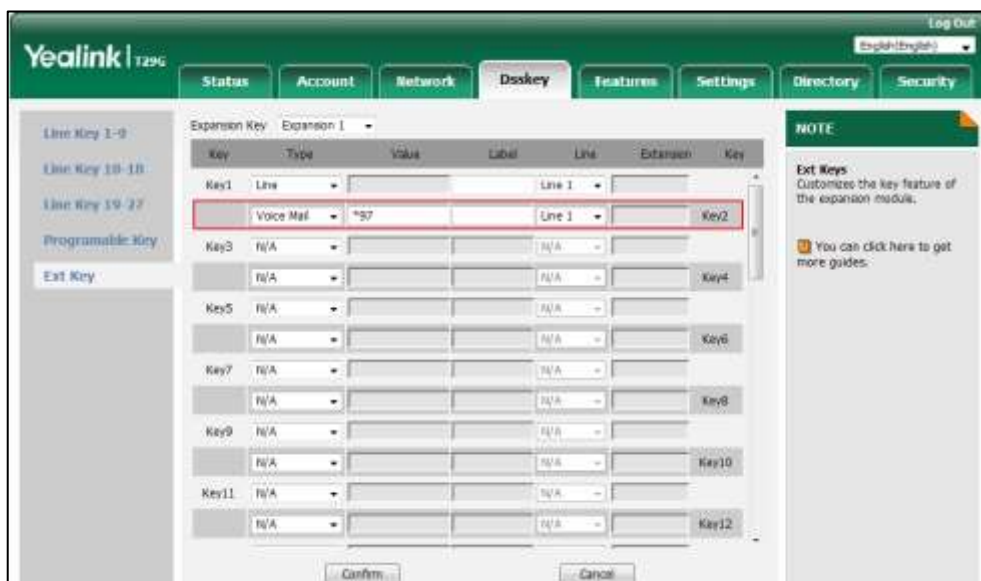 Log Out
Yealink T29G
English(English)
Status Account Network Dsskey Features Settings Directory Security
Line Key 1-9
Line Key 10-18
Line Key 19-27
Programable Key
Ext Key
Expansion Key Expansion 1
Key Type Value Label Line Extension Key
Key1 Line Line 1
Voice Mail *97 Line 1 Key2
Key3 N/A N/A
N/A N/A Key4
Key5 N/A N/A
N/A N/A Key6
Key7 N/A N/A
N/A N/A Key8
Key9 N/A N/A
N/A N/A Key10
Key11 N/A N/A
N/A N/A Key12
Confirm Cancel
NOTE
Ext Keys
Customizes the key feature of
the expansion module.
You can click here to get
more guides.